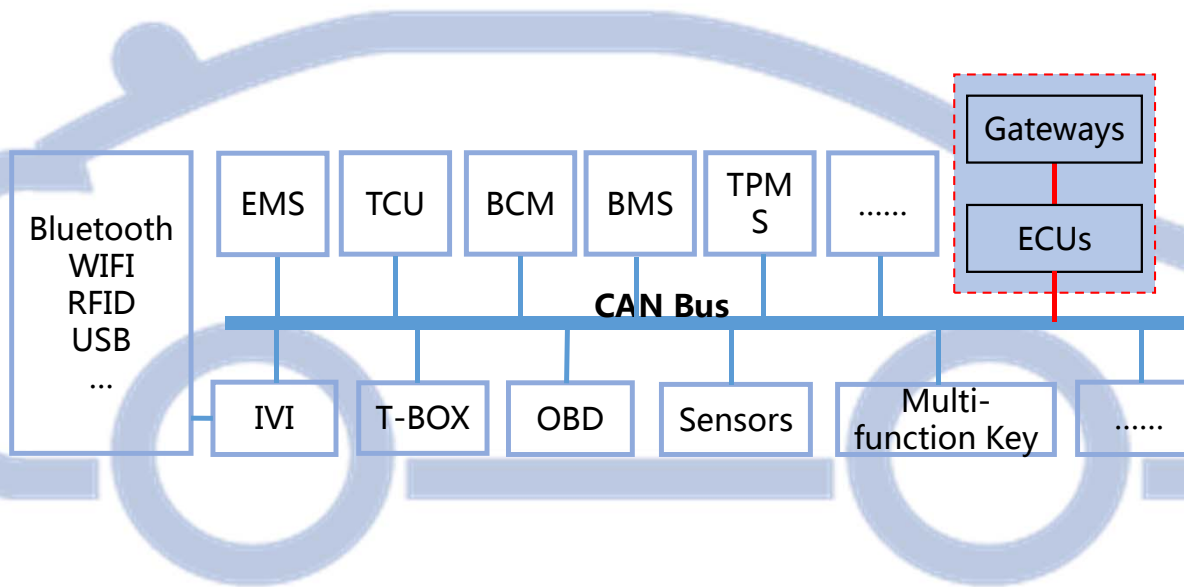 Gateways
ECUs
EMS
TCU
BCM
BMS
TPM
S
......
Bluetooth
WIFI
RFID
USB
...
CAN Bus
IVI
T-BOX
OBD
Sensors
Multi-
function Key
......